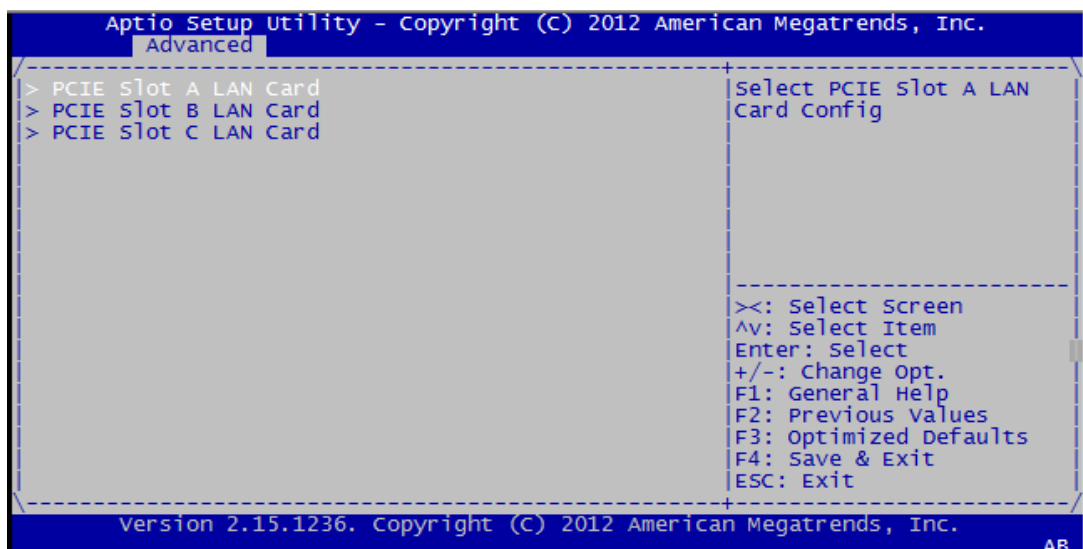 Aptio Setup Utility - Copyright (C) 2012 American Megatrends, Inc.
Advanced
> PCIE Slot A LAN Card
> PCIE Slot B LAN Card
> PCIE Slot C LAN Card
Select PCIE Slot A LAN
Card Config
><: Select Screen
^v: Select Item
Enter: Select
+/-: Change Opt.
F1: General Help
F2: Previous Values
F3: Optimized Defaults
F4: Save & Exit
ESC: Exit
Version 2.15.1236. Copyright (C) 2012 American Megatrends, Inc.
AB